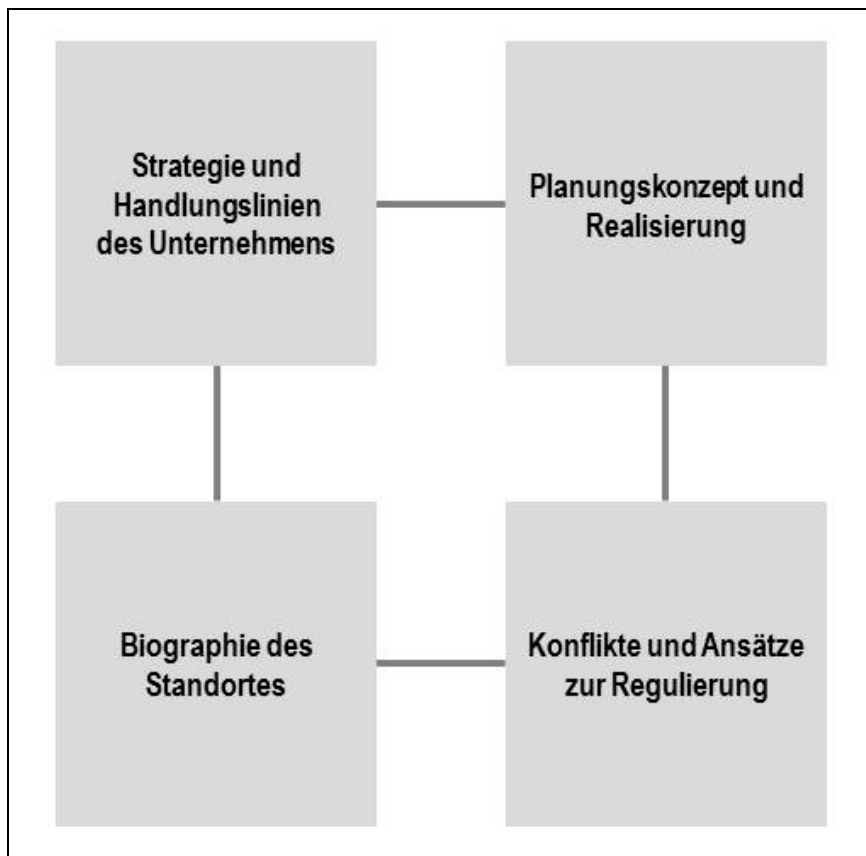 Strategie und
Handlungslinien
des Unternehmens
Planungskonzept und
Realisierung
Biographie des
Standortes
Konflikte und Ansätze
zur Regulierung